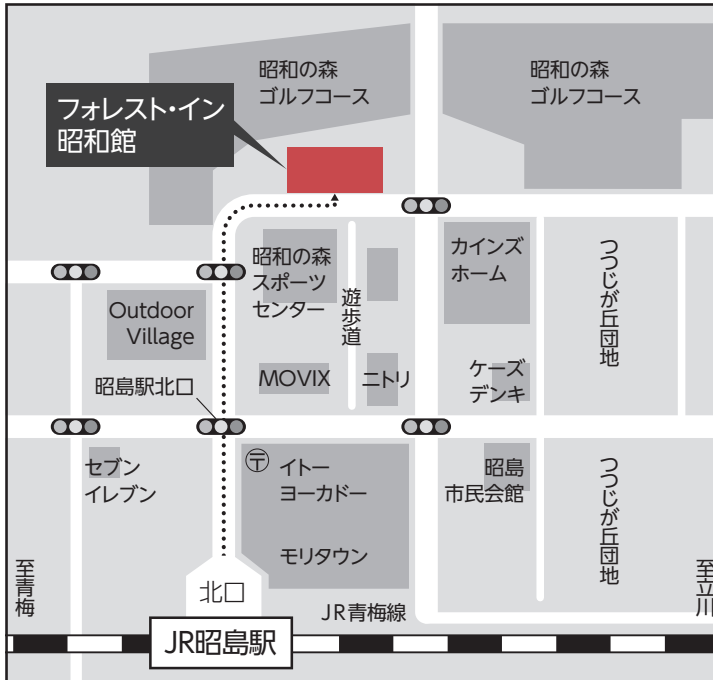 昭和の森
ゴルフコース
昭和の森
ゴルフコース
フォレスト・イン
昭和館
昭和の森
スポーツ
センター
遊歩道
カインズ
ホーム
つつじが丘団地
Outdoor
Village
MOVIX
ニトリ
ケーズ
デンキ
昭島駅北口
セブン
イレブン
〒
イトー
ヨーカドー
モリタウン
昭島
市民会館
つつじが丘団地
至青梅
北口
JR青梅線
至立川
JR昭島駅